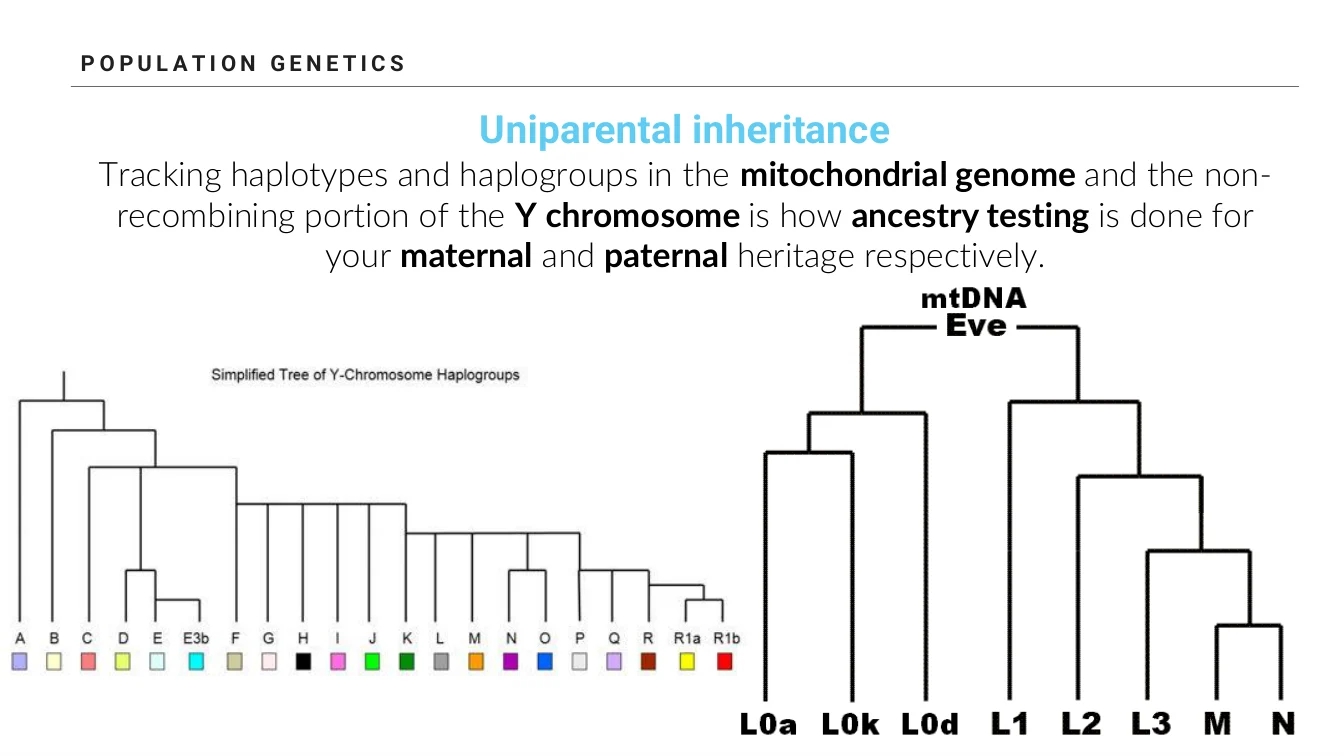 POPULATION GENETICS
Uniparental inheritance
Tracking haplotypes and haplogroups in the mitochondrial genome and the non-
recombining portion of the Y chromosome is how ancestry testing is done for
your maternal and paternal heritage respectively.
Simplified Tree of Y-Chromosome Haplogroups
A B C D E E3b F G H I J K L M N O P Q R R1a R1b
mtDNA
Eve
L0a L0k L0d L1 L2 L3 M N